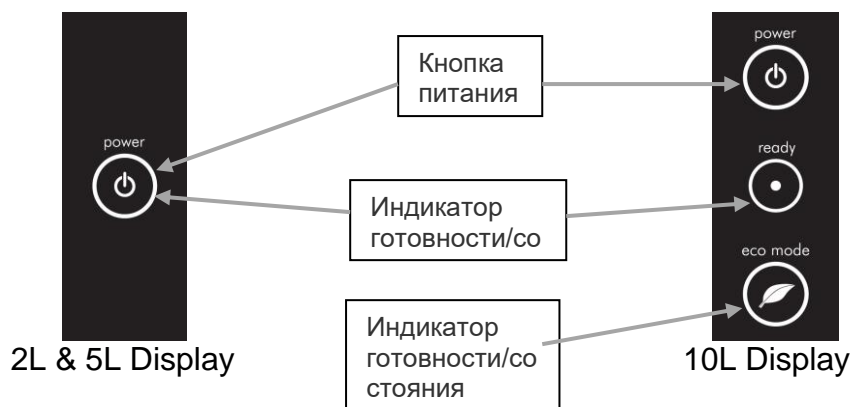 power
Кнопка
питания
power
ready
Индикатор
готовности/со
eco mode
Индикатор
готовности/со
стояния
2L & 5L Display
10L Display